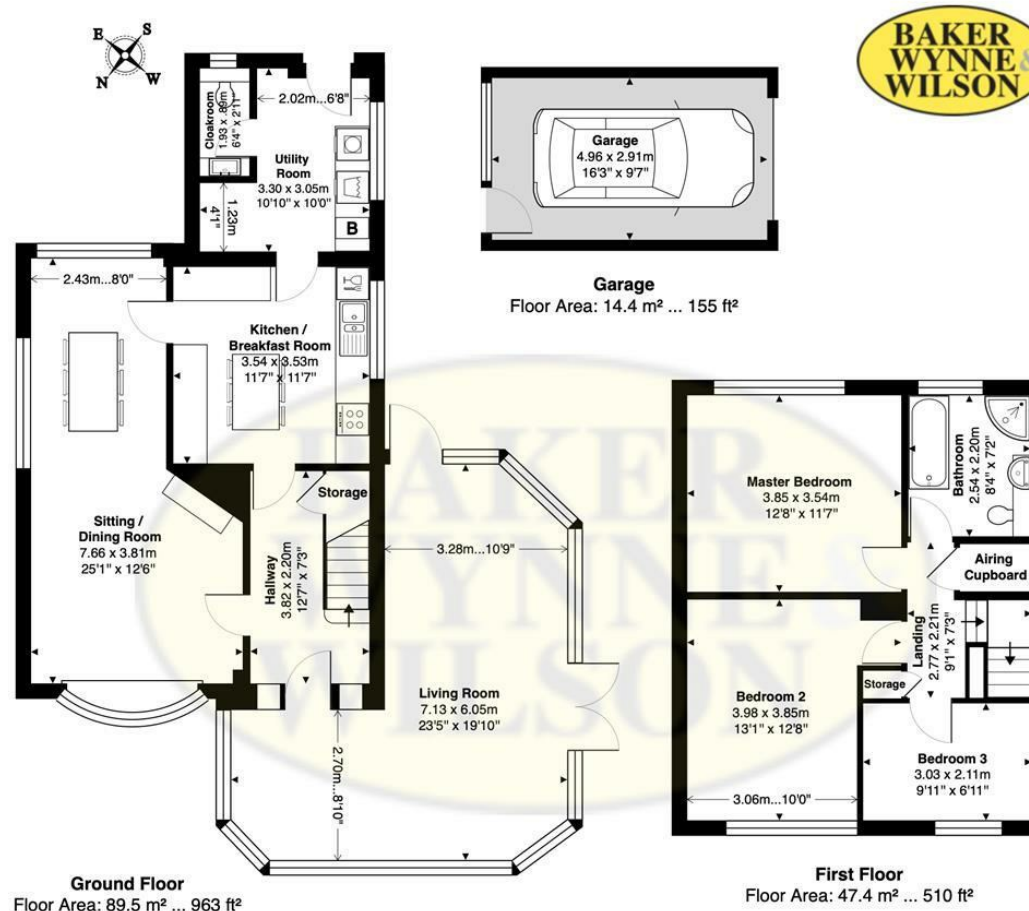 E S
N W
BAKER
WYNNE &
WILSON
Cloakroom
1.93 x .89m
6'4" x 2'11"
2.02m...6'8"
Utility
Room
3.30 x 3.05m
10'10" x 10'0"
1.23m
4'1"
B
Garage
4.96 x 2.91m
16'3" x 9'7"
Garage
Floor Area: 14.4 m² ... 155 ft²
2.43m...8'0"
Kitchen /
Breakfast Room
3.54 x 3.53m
11'7" x 11'7"
Sitting /
Dining Room
7.66 x 3.81m
25'1" x 12'6"
Storage
Hallway
3.82 x 2.20m
12'7" x 7'3"
3.28m...10'9"
Living Room
7.13 x 6.05m
23'5" x 19'10"
2.70m...8'10"
BAKER
WYNNE &
WILSON
Ground Floor
Floor Area: 89.5 m² ... 963 ft²
Master Bedroom
3.85 x 3.54m
12'8" x 11'7"
Bathroom
2.54 x 2.20m
8'4" x 7'2"
Airing
Cupboard
Landing
2.77 x 2.21m
9'1" x 7'3"
Storage
Bedroom 2
3.98 x 3.85m
13'1" x 12'8"
3.06m...10'0"
Bedroom 3
3.03 x 2.11m
9'11" x 6'11"
First Floor
Floor Area: 47.4 m² ... 510 ft²